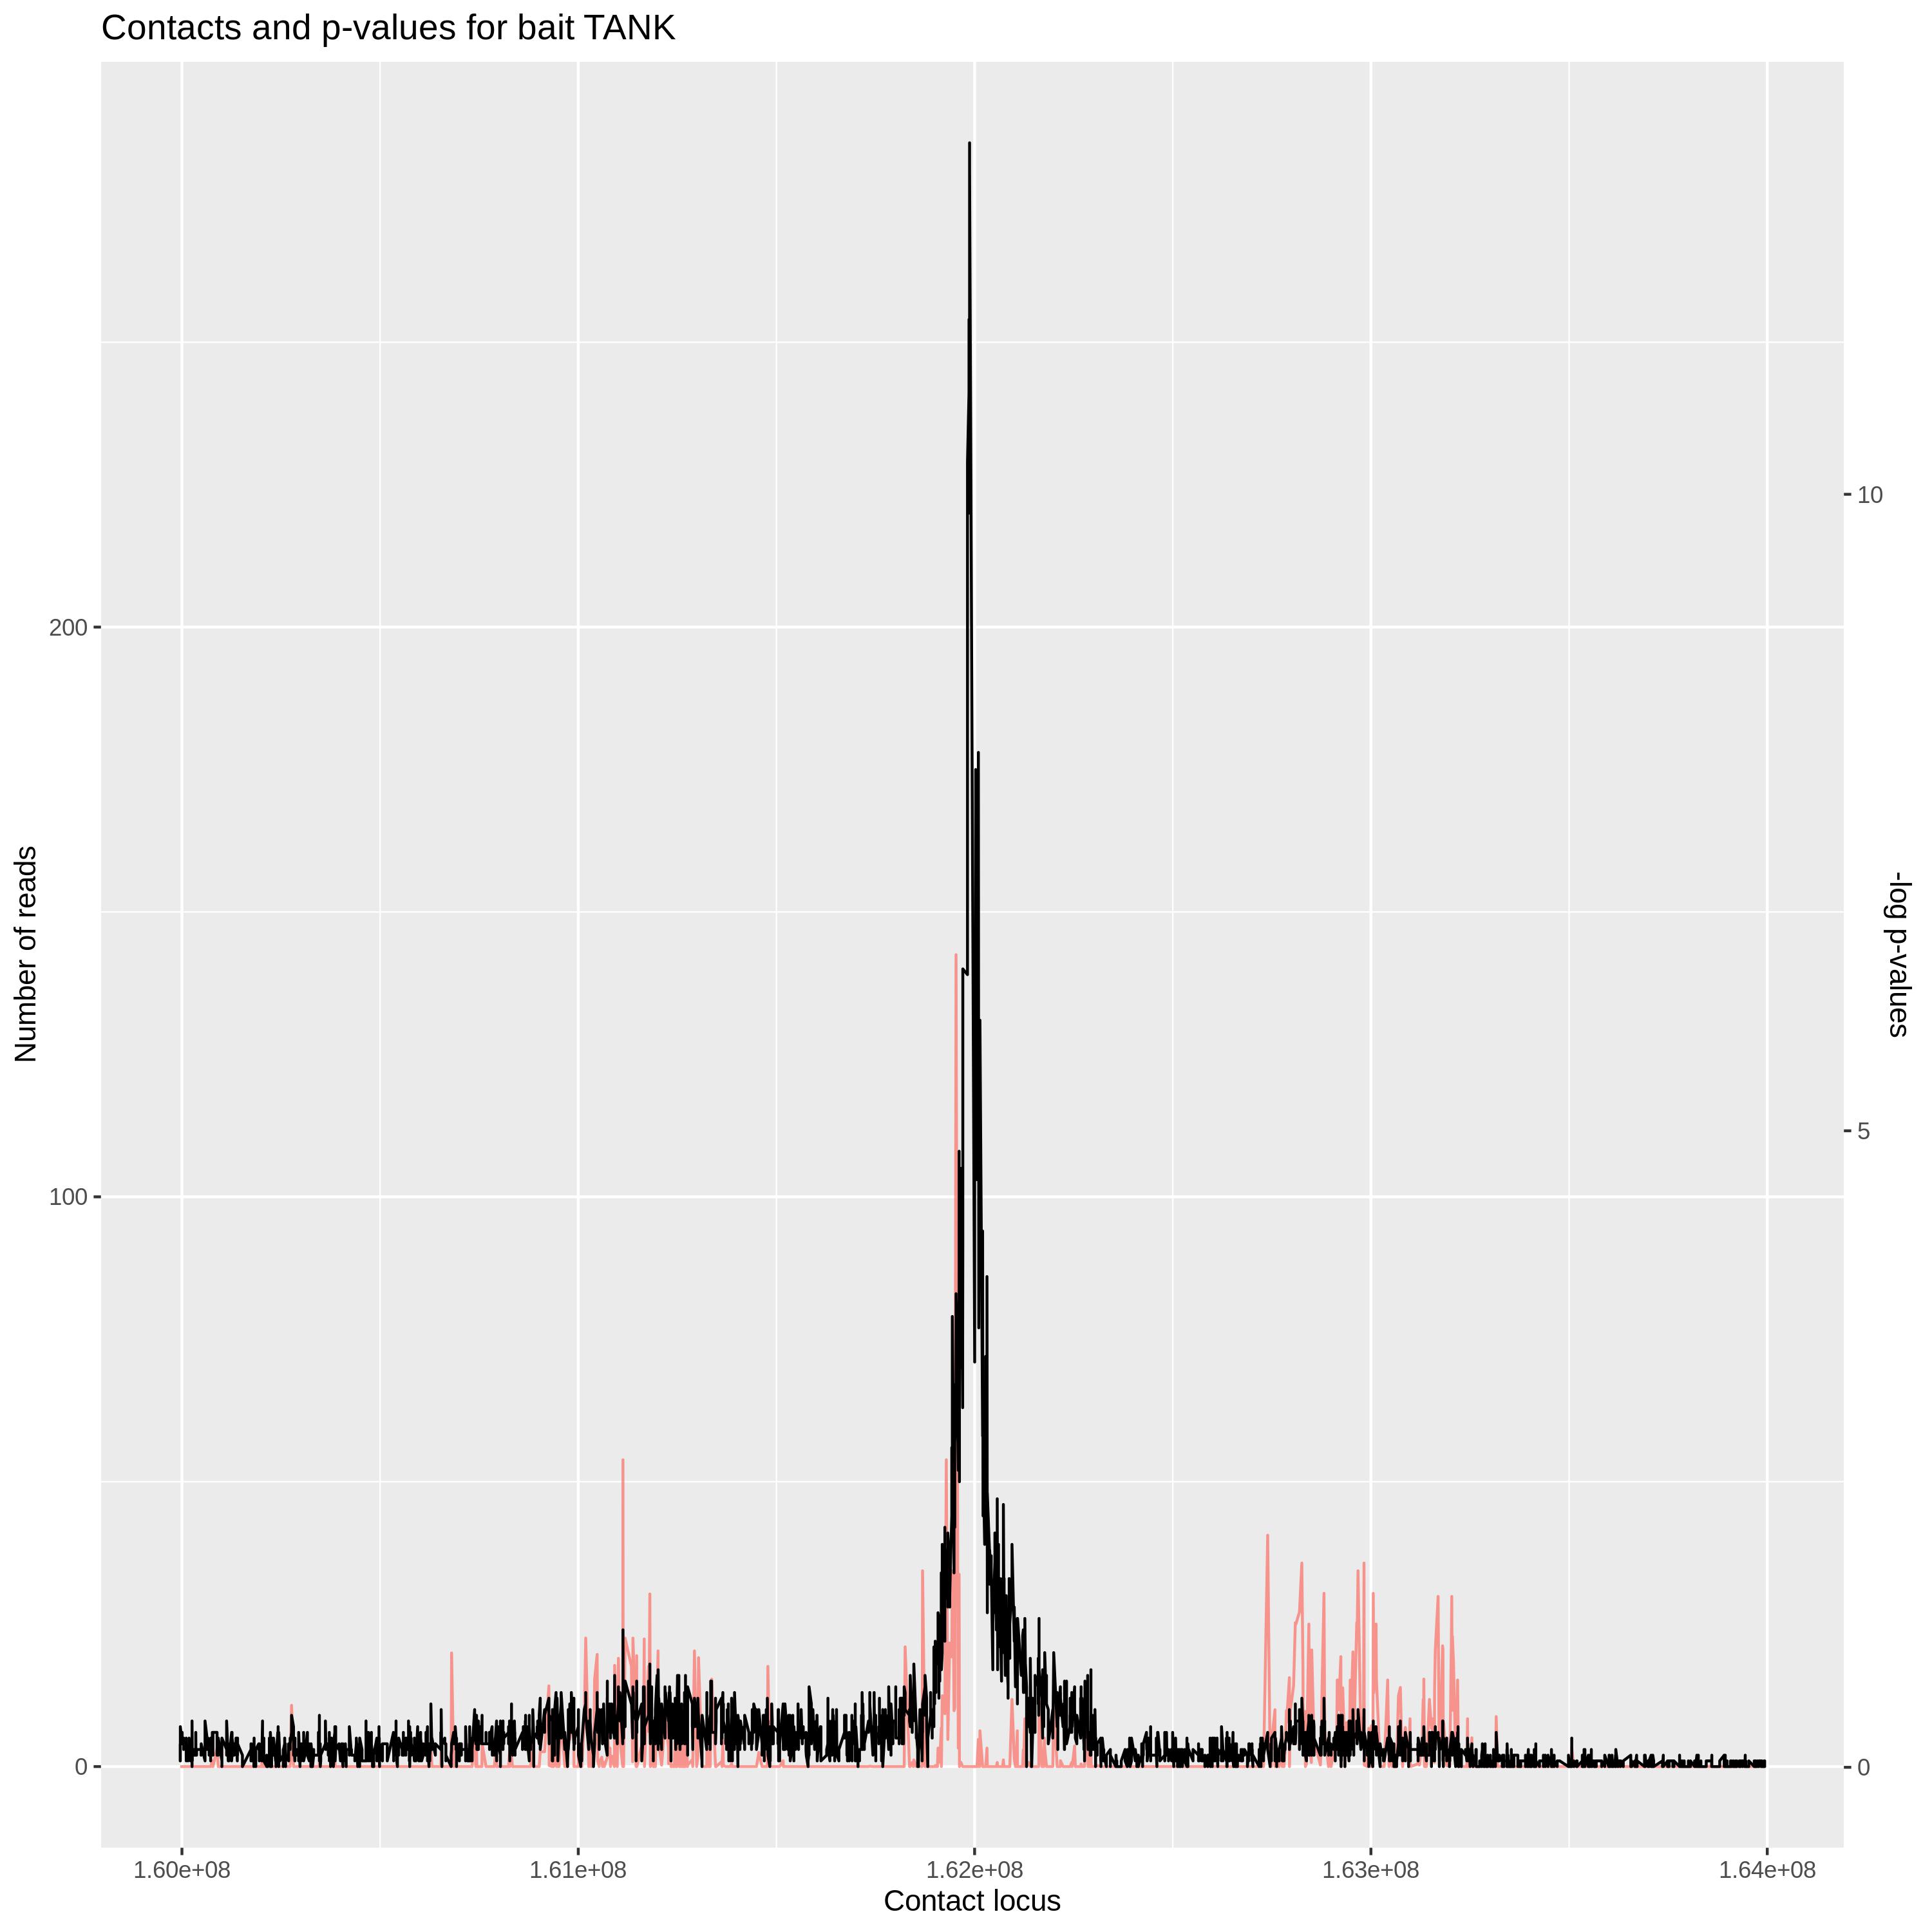 Contacts and p-values for bait TANK
Number of reads
200
100
0
10
5
0
-log p-values
1.60e+08 1.61e+08 1.62e+08 1.63e+08 1.64e+08
Contact locus